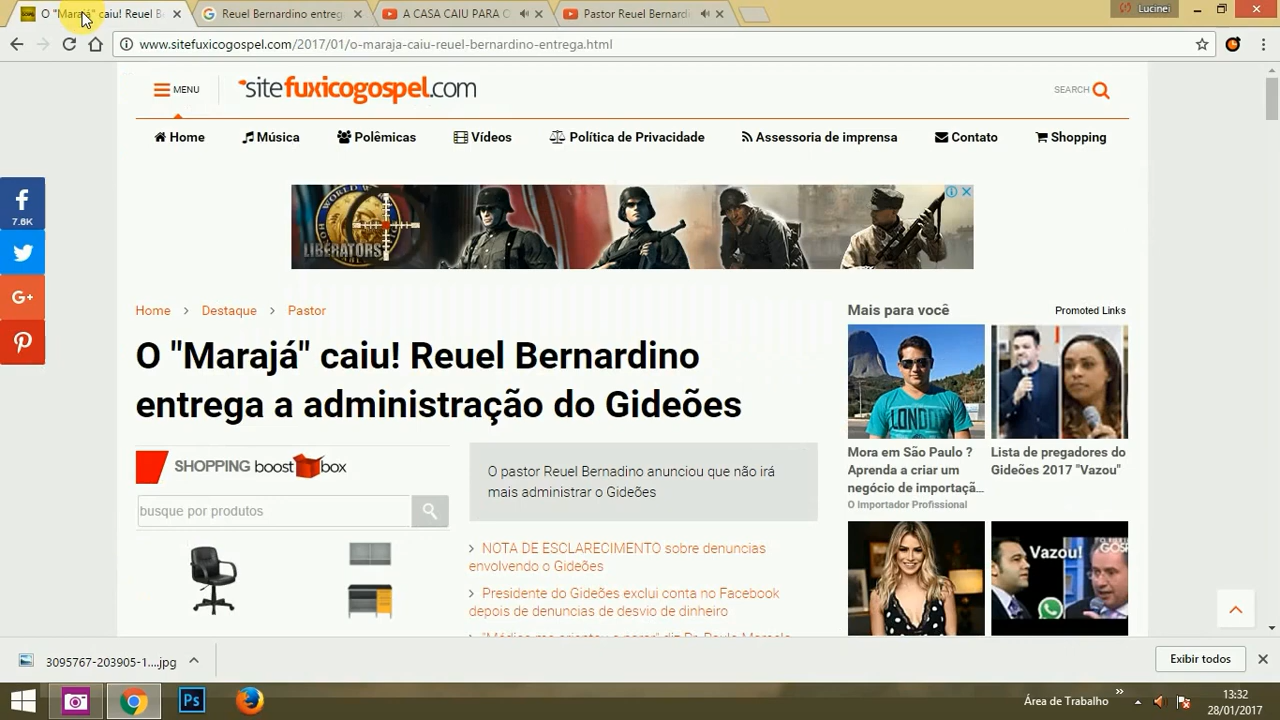 O "Marajá" caiu! Reuel B
Reuel Bernardino entreg
A CASA CAIU PARA O
Pastor Reuel Bernardi
Lucinei
www.sitefuxicogospel.com/2017/01/o-maraja-caiu-reuel-bernardino-entrega.html
MENU
sitefuxicogospel.com
SEARCH
Home
Música
Polêmicas
Vídeos
Política de Privacidade
Assessoria de imprensa
Contato
Shopping
7.6K
LIBERATORS
Home > Destaque > Pastor
O "Marajá" caiu! Reuel Bernardino
entrega a administração do Gideões
SHOPPING boost box
busque por produtos
O pastor Reuel Bernadino anunciou que não irá
mais administrar o Gideões
NOTA DE ESCLARECIMENTO sobre denuncias
envolvendo o Gideões
Presidente do Gideões exclui conta no Facebook
depois de denuncias de desvio de dinheiro
Mais para você
Promoted Links
LONDON
Mora em São Paulo ?
Aprenda a criar um
negócio de importaçã...
O Importador Profissional
Lista de pregadores do
Gideões 2017 "Vazou"
Vazou!
3095767-203905-1....jpg
Exibir todos
Ps
Área de Trabalho
13:32
28/01/2017